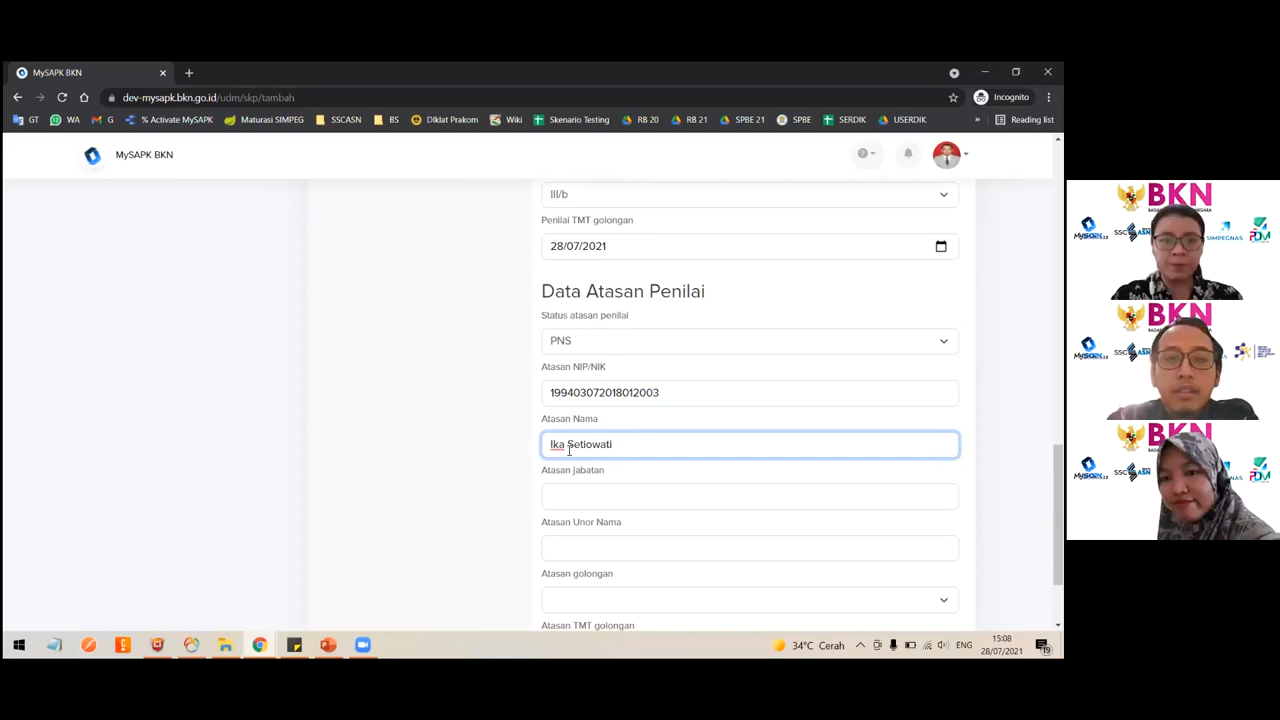 MySAPK BKN
dev-mysapk.bkn.go.id/udm/skp/tambah
Incognito
GT
WA
G
% Activate MySAPK
Maturasi SIMPEG
SSCASN
BS
DIklat Prakom
Wiki
Skenario Testing
RB 20
RB 21
SPBE 21
SPBE
SERDIK
USERDIK
»
Reading list
MySAPK BKN
III/b
Penilai TMT golongan
28/07/2021
Data Atasan Penilai
Status atasan penilai
PNS
Atasan NIP/NIK
199403072018012003
Atasan Nama
Ika Setiowati
Atasan jabatan
Atasan Unor Nama
Atasan golongan
Atasan TMT golongan
34°C Cerah
ENG
15:08
28/07/2021
19
BKN
SIMPEGNAS
BKN
BKN